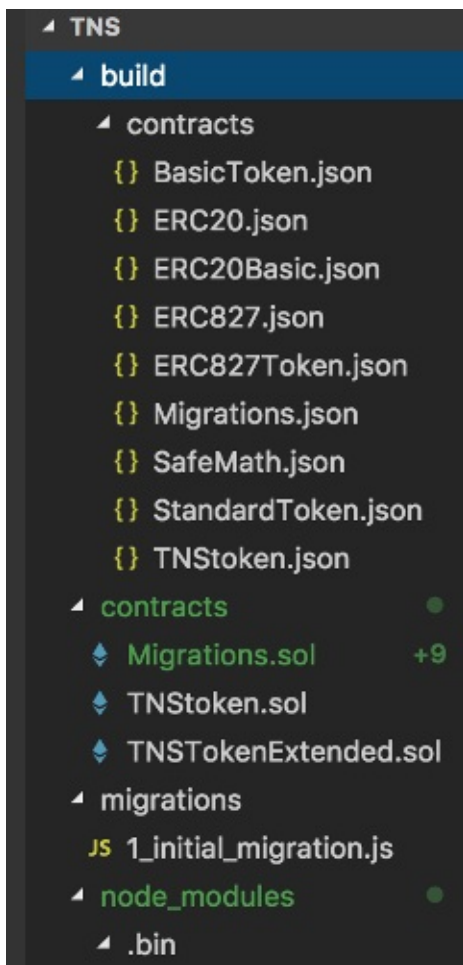 TNS
build
contracts
{} BasicToken.json
{} ERC20.json
{} ERC20Basic.json
{} ERC827.json
{} ERC827Token.json
{} Migrations.json
{} SafeMath.json
{} StandardToken.json
{} TNStoken.json
contracts
Migrations.sol +9
TNStoken.sol
TNSTokenExtended.sol
migrations
JS 1_initial_migration.js
node_modules
.bin